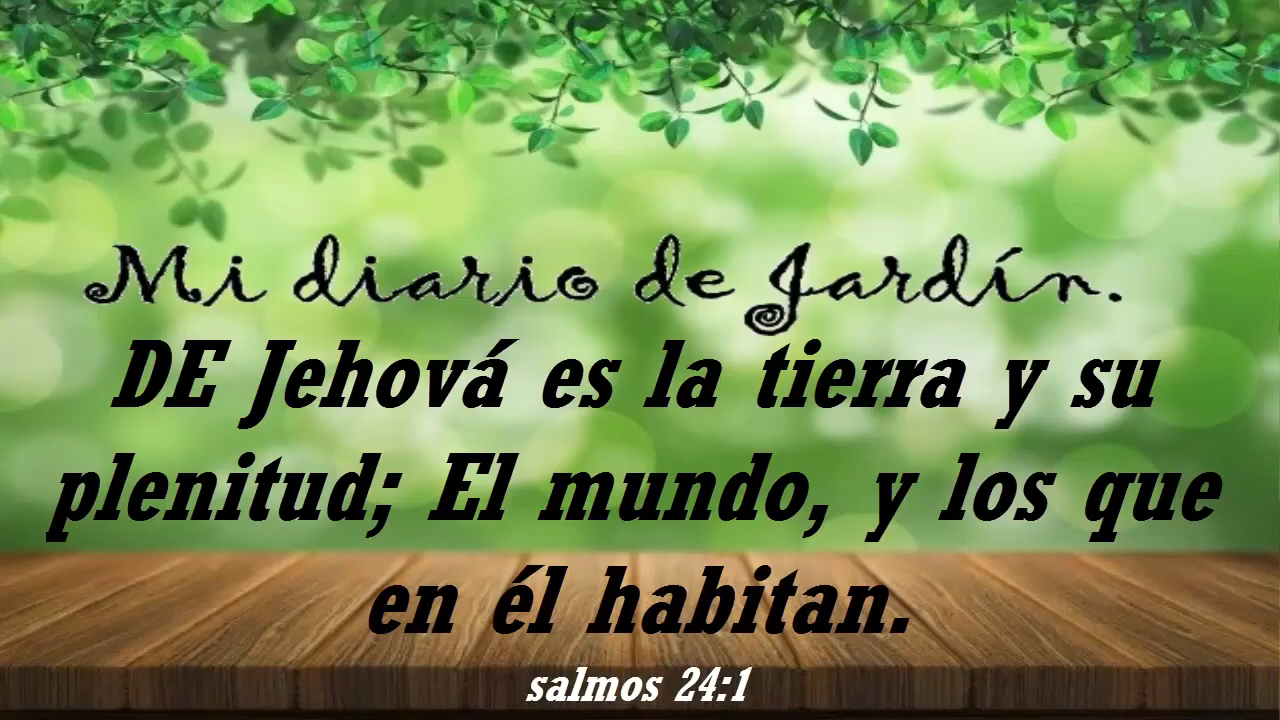 Mi diario de Jardín.
DE Jehová es la tierra y su
plenitud; El mundo, y los que
en él habitan.
salmos 24:1